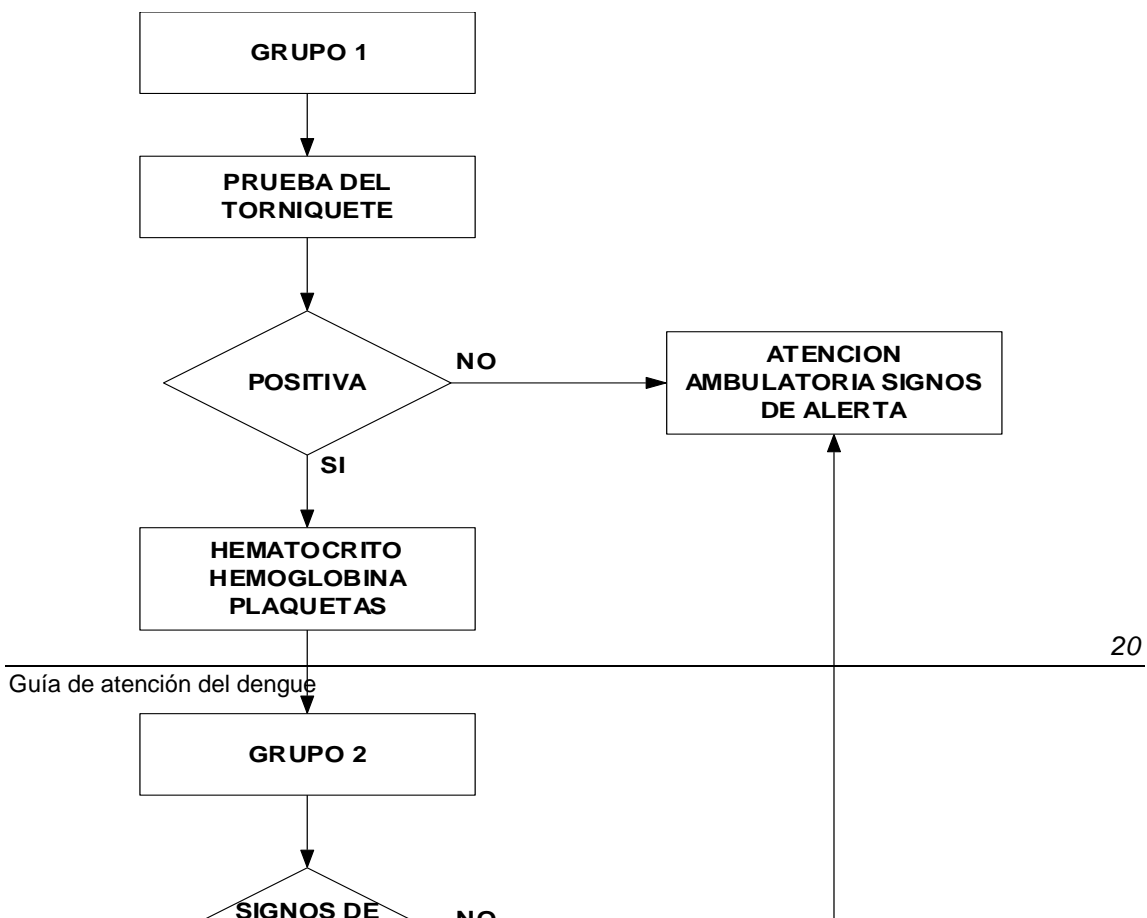 GRUPO 1
PRUEBA DEL
TORNIQUETE
POSITIVA
NO
ATENCION
AMBULATORIA SIGNOS
DE ALERTA
SI
HEMATOCRITO
HEMOGLOBINA
PLAQUETAS
20
Guía de atención del dengue
GRUPO 2
SIGNOS DE
NO